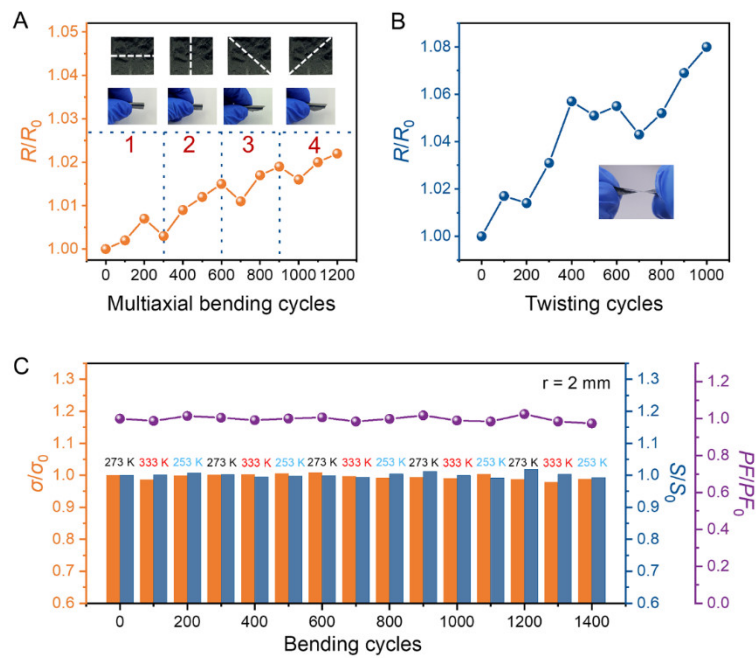 A
1.05
1.04
1.03
1.02
1.01
1.00
R/R₀
1 2 3 4
0 200 400 600 800 1000 1200
Multiaxial bending cycles
B
1.08
1.06
1.04
1.02
1.00
R/R₀
0 200 400 600 800 1000
Twisting cycles
C
r = 2 mm
1.3
1.2
1.1
1.0
0.9
0.8
0.7
0.6
σ/σ₀
273 K 333 K 253 K 273 K 333 K 253 K 273 K 333 K 253 K 273 K 333 K 253 K 273 K 333 K 253 K
0 200 400 600 800 1000 1200 1400
Bending cycles
1.3
1.2
1.1
1.0
0.9
0.8
0.7
0.6
S/S₀
1.2
1.0
0.8
0.6
0.4
0.2
0.0
PF/PF₀